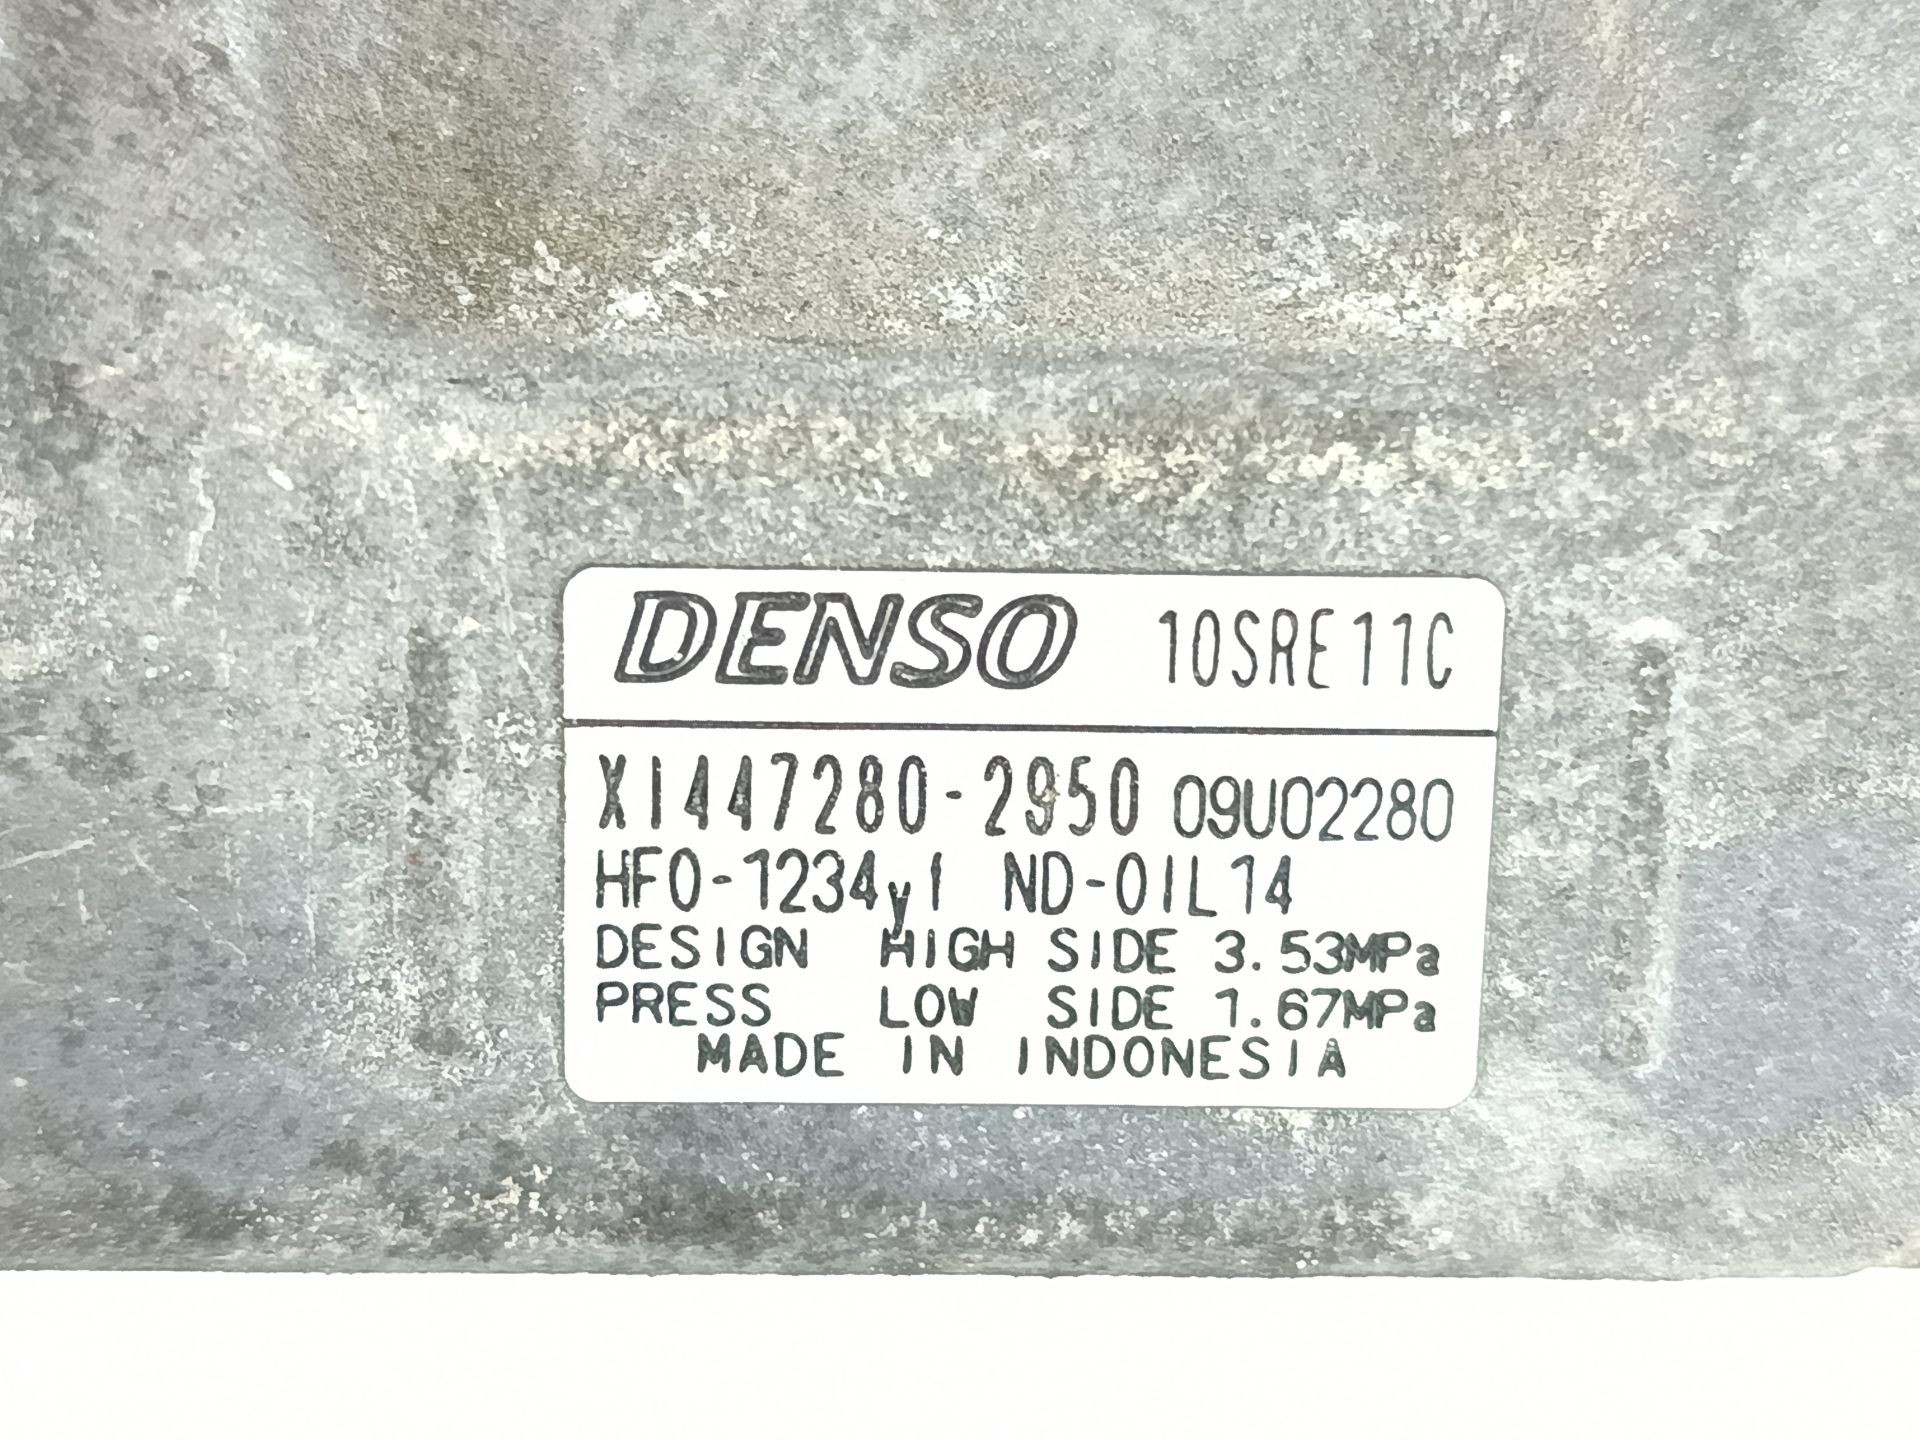 DENSO 10SRE11C
XI447280-2950 09U02280
HFO-1234yf ND-OIL14
DESIGN HIGH SIDE 3.53MPa
PRESS LOW SIDE 1.67MPa
MADE IN INDONESIA